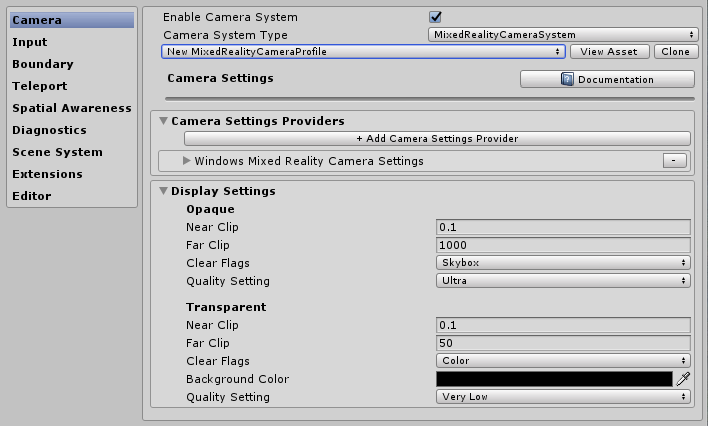 Camera
Input
Boundary
Teleport
Spatial Awareness
Diagnostics
Scene System
Extensions
Editor
Enable Camera System
Camera System Type MixedRealityCameraSystem
New MixedRealityCameraProfile View Asset Clone
Camera Settings Documentation
Camera Settings Providers
+ Add Camera Settings Provider
Windows Mixed Reality Camera Settings -
Display Settings
Opaque
Near Clip 0.1
Far Clip 1000
Clear Flags Skybox
Quality Setting Ultra
Transparent
Near Clip 0.1
Far Clip 50
Clear Flags Color
Background Color
Quality Setting Very Low